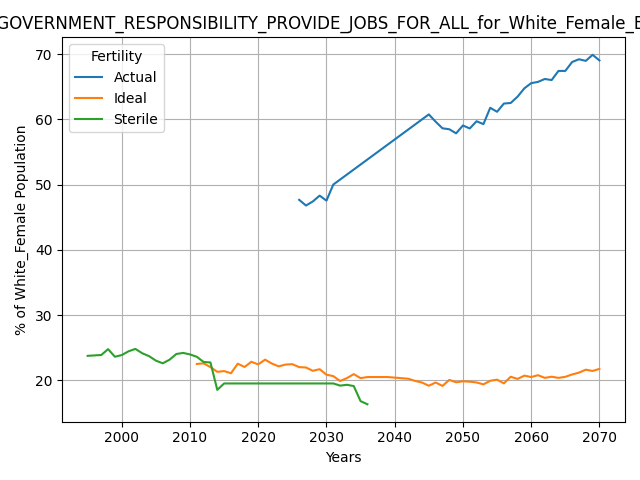 GOVERNMENT_RESPONSIBILITY_PROVIDE_JOBS_FOR_ALL_for_White_Female_E
Fertility
Actual
Ideal
Sterile
70
60
50
40
30
20
% of White_Female Population
2000 2010 2020 2030 2040 2050 2060 2070
Years